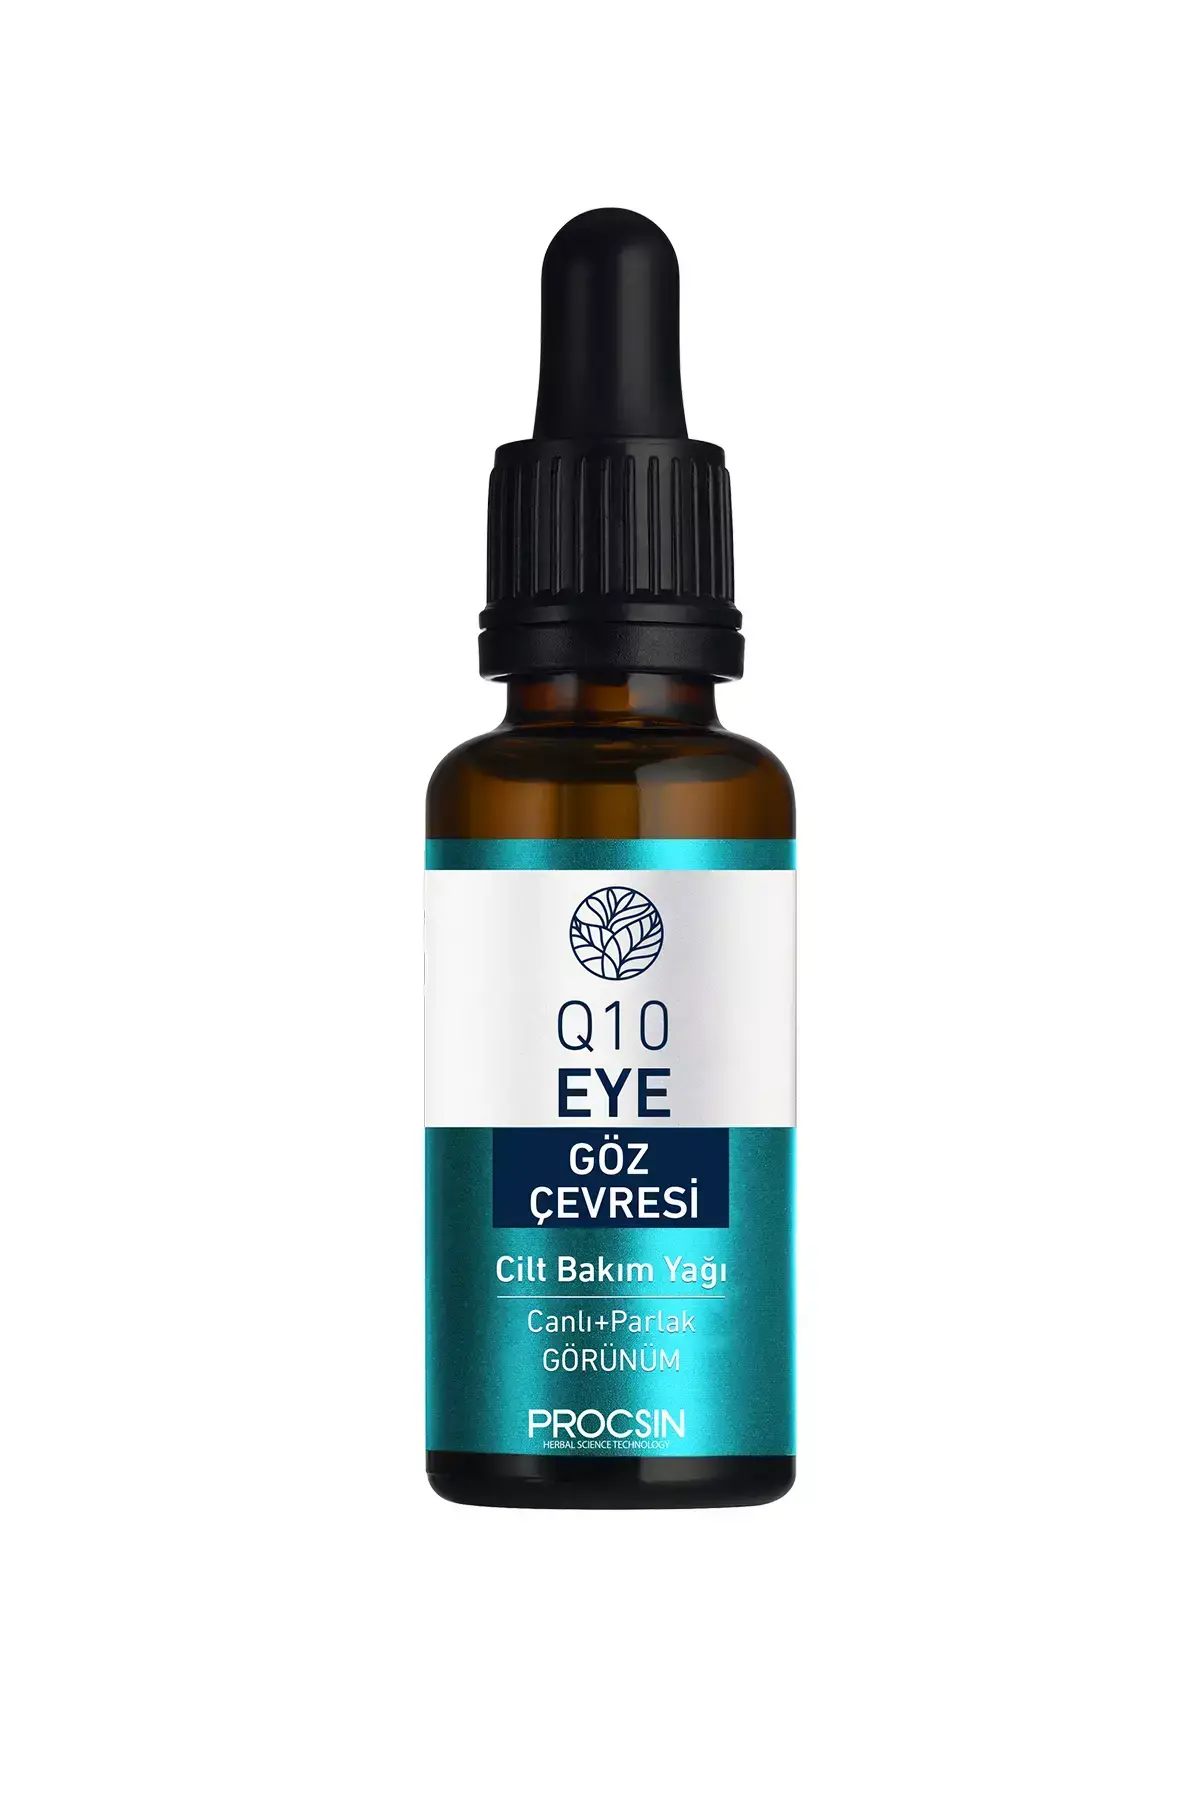 Q10
EYE
GÖZ
ÇEVRESİ
Cilt Bakım Yağı
Canlı+Parlak
GÖRÜNÜM
PROCSIN
HERBAL SCIENCE TECHNOLOGY